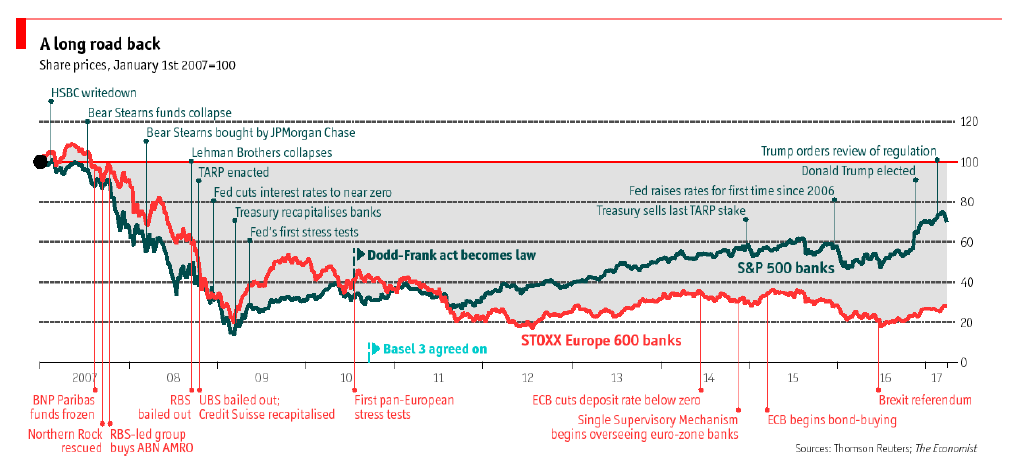 A long road back
Share prices, January 1st 2007=100
HSBC writedown
Bear Stearns funds collapse
120
Bear Stearns bought by JPMorgan Chase
Lehman Brothers collapses
Trump orders review of regulation
100
TARP enacted
Donald Trump elected
Fed cuts interest rates to near zero
Fed raises rates for first time since 2006
80
Treasury recapitalises banks
Treasury sells last TARP stake
Fed's first stress tests
60
Dodd-Frank act becomes law
S&P 500 banks
40
20
STOXX Europe 600 banks
Basel 3 agreed on
0
2007 08 09 10 11 12 13 14 15 16 17
BNP Paribas
funds frozen
RBS
bailed out
UBS bailed out;
Credit Suisse recapitalised
First pan-European
stress tests
ECB cuts deposit rate below zero
Brexit referendum
Northern Rock
rescued
RBS-led group
buys ABN AMRO
Single Supervisory Mechanism
begins overseeing euro-zone banks
ECB begins bond-buying
Sources: Thomson Reuters; The Economist